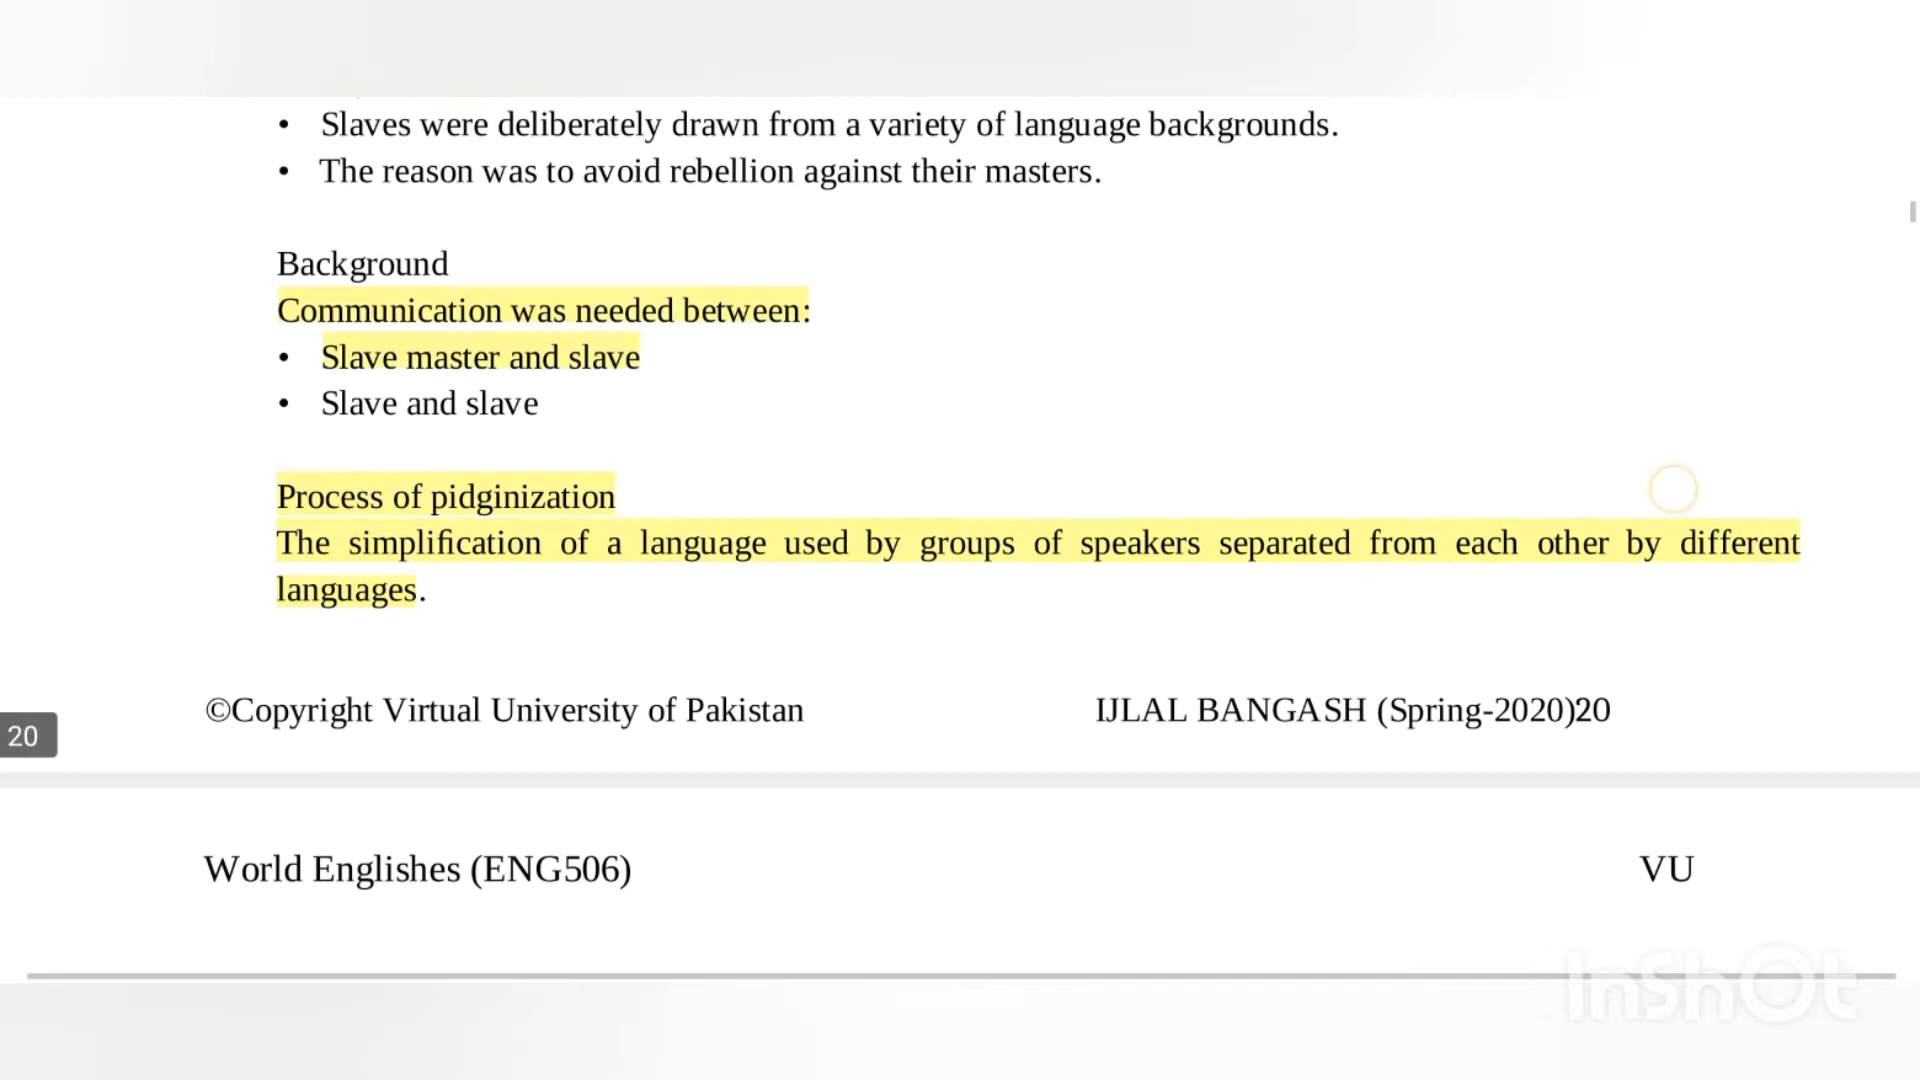 • Slaves were deliberately drawn from a variety of language backgrounds.
• The reason was to avoid rebellion against their masters.
Background
Communication was needed between:
• Slave master and slave
• Slave and slave
Process of pidginization
The simplification of a language used by groups of speakers separated from each other by different
languages.
©Copyright Virtual University of Pakistan IJLAL BANGASH (Spring-2020)20
20
World Englishes (ENG506) VU
InShOt